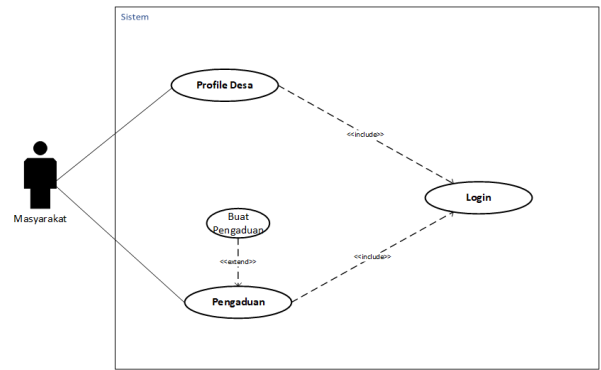 Sistem
Profile Desa
<<include>>
Masyarakat
Login
Buat
Pengaduan
<<extend>>
<<include>>
Pengaduan